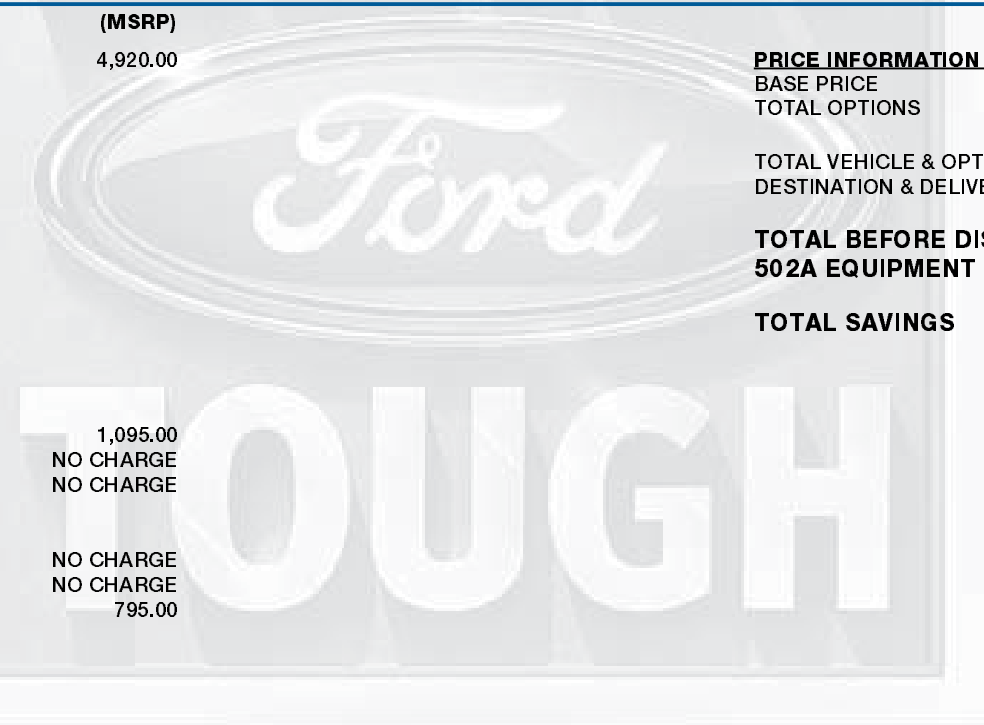 (MSRP)
4,920.00
PRICE INFORMATION
BASE PRICE
TOTAL OPTIONS
TOTAL VEHICLE & OPT
DESTINATION & DELIVE
TOTAL BEFORE DIS
502A EQUIPMENT
TOTAL SAVINGS
Ford
TOUGH
1,095.00
NO CHARGE
NO CHARGE
NO CHARGE
NO CHARGE
795.00